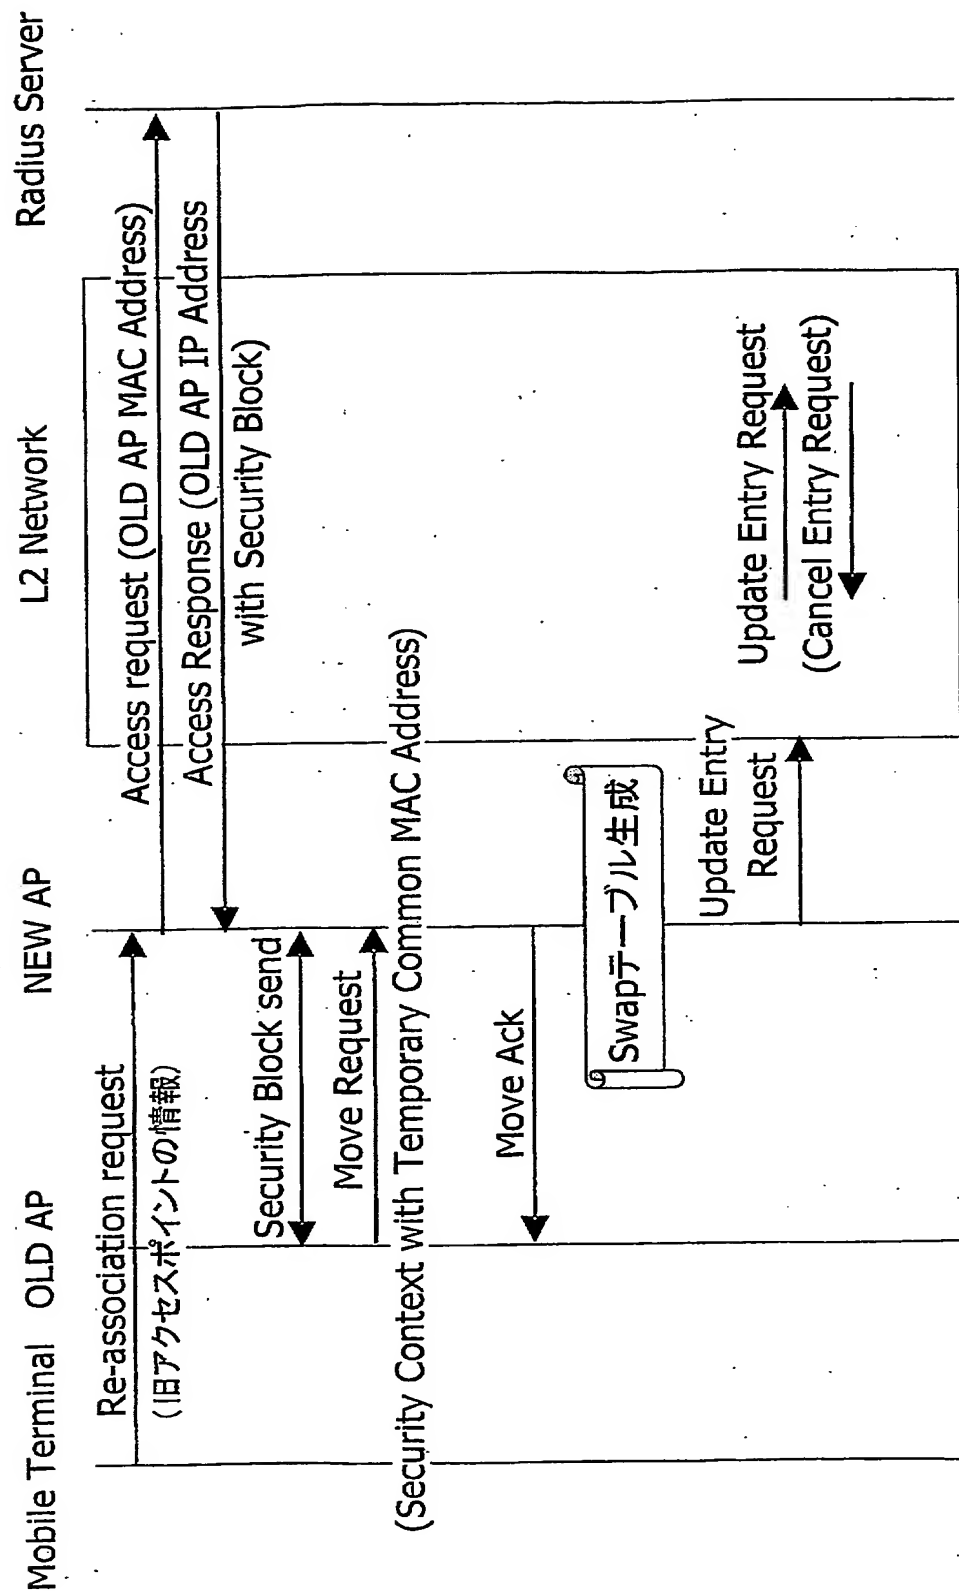 Mobile Terminal
OLD AP
NEW AP
L2 Network
Radius Server
Re-association request
(旧アクセスポイントの情報)
Access request (OLD AP MAC Address)
Access Response (OLD AP IP Address
with Security Block)
Security Block send
Move Request
(Security Context with Temporary Common MAC Address)
Move Ack
Swapテーブル生成
Update Entry
Request
Update Entry Request
(Cancel Entry Request)